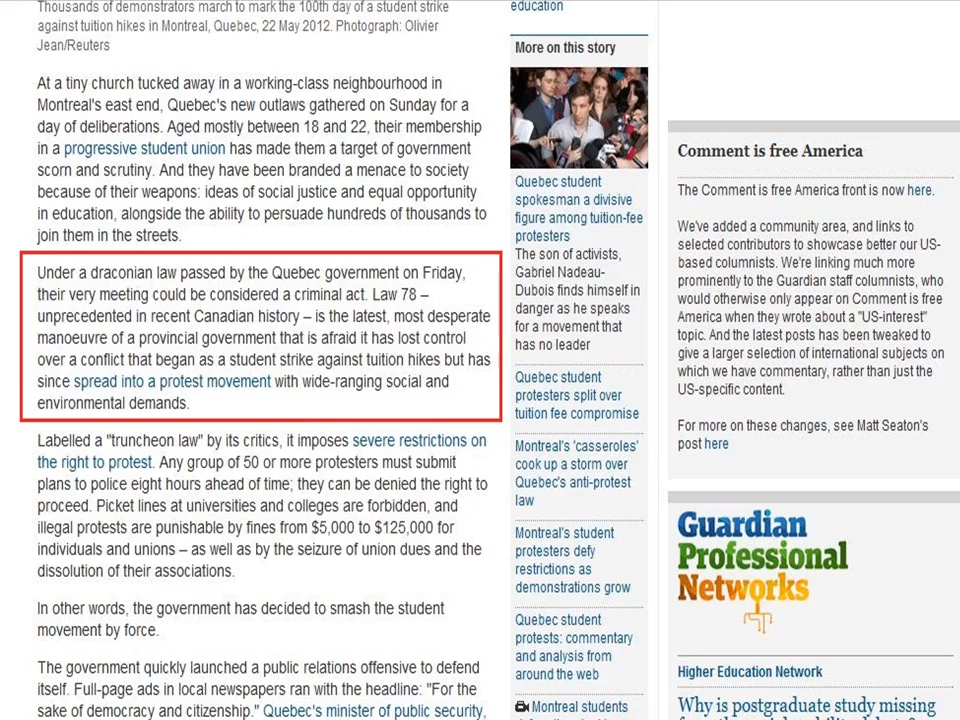 Thousands of demonstrators march to mark the 100th day of a student strike
against tuition hikes in Montreal, Quebec, 22 May 2012. Photograph: Olivier
Jean/Reuters
At a tiny church tucked away in a working-class neighbourhood in
Montreal's east end, Quebec's new outlaws gathered on Sunday for a
day of deliberations. Aged mostly between 18 and 22, their membership
in a progressive student union has made them a target of government
scorn and scrutiny. And they have been branded a menace to society
because of their weapons: ideas of social justice and equal opportunity
in education, alongside the ability to persuade hundreds of thousands to
join them in the streets.
Under a draconian law passed by the Quebec government on Friday,
their very meeting could be considered a criminal act. Law 78 –
unprecedented in recent Canadian history – is the latest, most desperate
manoeuvre of a provincial government that is afraid it has lost control
over a conflict that began as a student strike against tuition hikes but has
since spread into a protest movement with wide-ranging social and
environmental demands.
Labelled a "truncheon law" by its critics, it imposes severe restrictions on
the right to protest. Any group of 50 or more protesters must submit
plans to police eight hours ahead of time; they can be denied the right to
proceed. Picket lines at universities and colleges are forbidden, and
illegal protests are punishable by fines from $5,000 to $125,000 for
individuals and unions – as well as by the seizure of union dues and the
dissolution of their associations.
In other words, the government has decided to smash the student
movement by force.
The government quickly launched a public relations offensive to defend
itself. Full-page ads in local newspapers ran with the headline: "For the
sake of democracy and citizenship." Quebec's minister of public security,
education
More on this story
Quebec student
spokesman a divisive
figure among tuition-fee
protesters
The son of activists,
Gabriel Nadeau-
Dubois finds himself in
danger as he speaks
for a movement that
has no leader
Quebec student
protesters split over
tuition fee compromise
Montreal's 'casseroles'
cook up a storm over
Quebec's anti-protest
law
Montreal's student
protesters defy
restrictions as
demonstrations grow
Quebec student
protests: commentary
and analysis from
around the web
Montreal students
Comment is free America
The Comment is free America front is now here.
We've added a community area, and links to
selected contributors to showcase better our US-
based columnists. We're linking much more
prominently to the Guardian staff columnists, who
would otherwise only appear on Comment is free
America when they wrote about a "US-interest"
topic. And the latest posts has been tweaked to
give a larger selection of international subjects on
which we have commentary, rather than just the
US-specific content.
For more on these changes, see Matt Seaton's
post here
Guardian
Professional
Networks
Higher Education Network
Why is postgraduate study missing